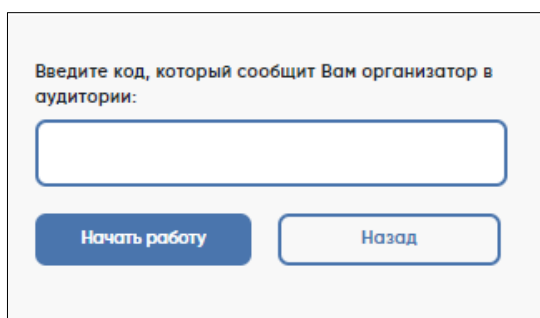 Введите код, который сообщит Вам организатор в
аудитории:
Начать работу
Назад